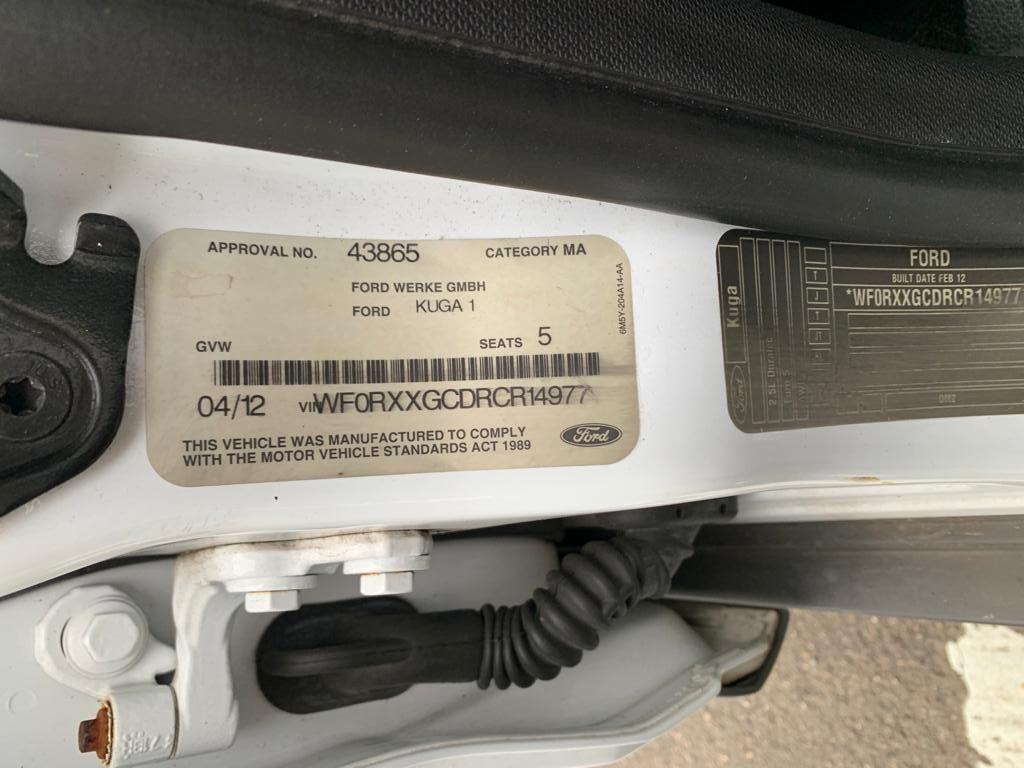 APPROVAL NO. 43865 CATEGORY MA
FORD WERKE GMBH
FORD KUGA 1
GVW SEATS 5
04/12 VIN WF0RXXGCDRCR14977
THIS VEHICLE WAS MANUFACTURED TO COMPLY
WITH THE MOTOR VEHICLE STANDARDS ACT 1989
Ford
6M5Y-204A14-AA
FORD
BUILT DATE FEB 12
*WF0RXXGCDRCR14977
Kuga
Ford
T
J
T